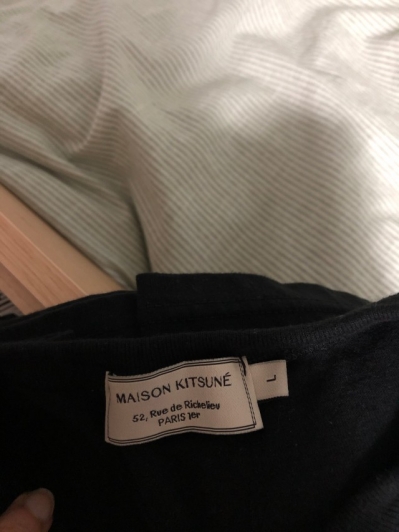 MAISON KITSUNÉ
52, Rue de Richelieu
PARIS 1er
L